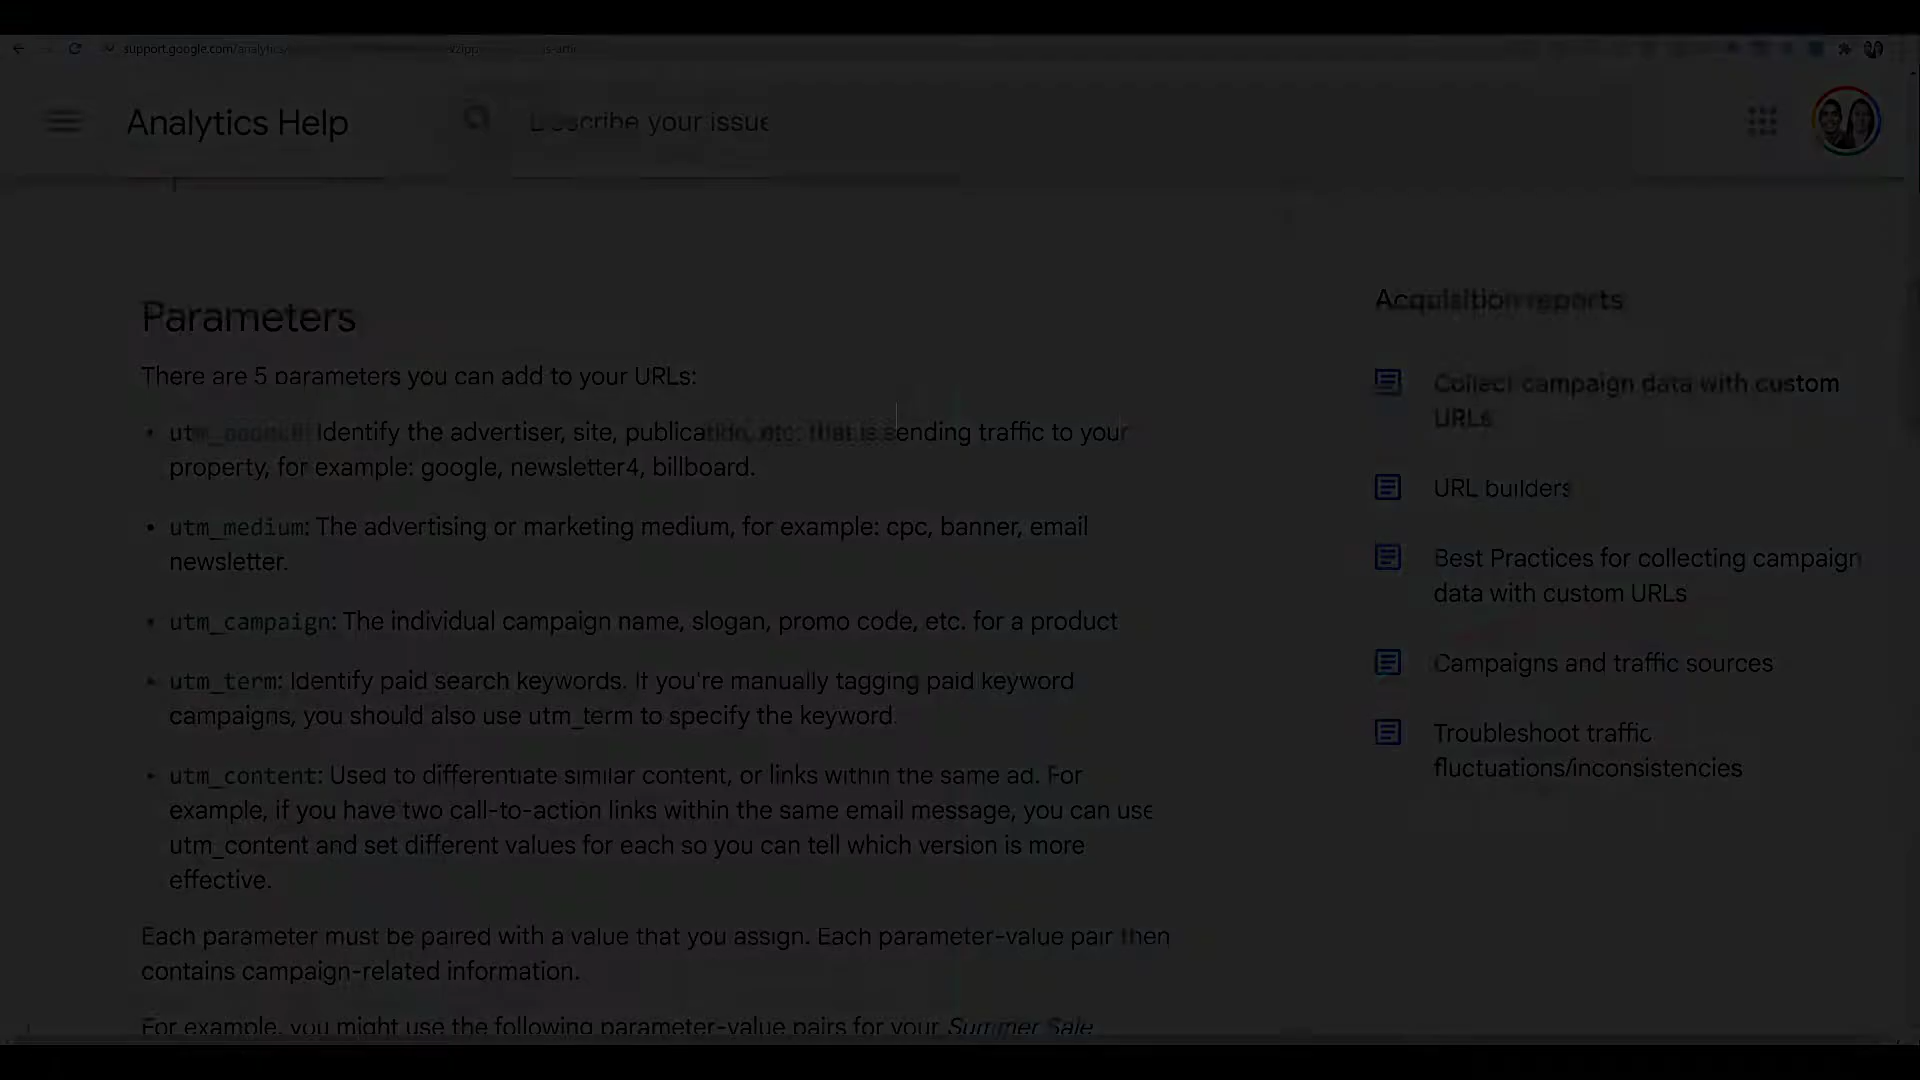 support.google.com/analytics/
Analytics Help
Describe your issue
Parameters
There are 5 parameters you can add to your URLs:
Identify the advertiser, site, publication, etc. that is sending traffic to your
property, for example: google, newsletter4, billboard.
utm_medium: The advertising or marketing medium, for example: cpc, banner, email
newsletter.
utm_campaign: The individual campaign name, slogan, promo code, etc. for a product
utm_term: Identify paid search keywords. If you're manually tagging paid keyword
campaigns, you should also use utm_term to specify the keyword.
utm_content: Used to differentiate similar content, or links within the same ad. For
example, if you have two call-to-action links within the same email message, you can use
utm_content and set different values for each so you can tell which version is more
effective.
Each parameter must be paired with a value that you assign. Each parameter-value pair then
contains campaign-related information.
For example, you might use the following parameter-value pairs for your Summer Sale
Acquisition reports
Collect campaign data with custom
URLs
URL builders
Best Practices for collecting campaign
data with custom URLs
Campaigns and traffic sources
Troubleshoot traffic
fluctuations/inconsistencies